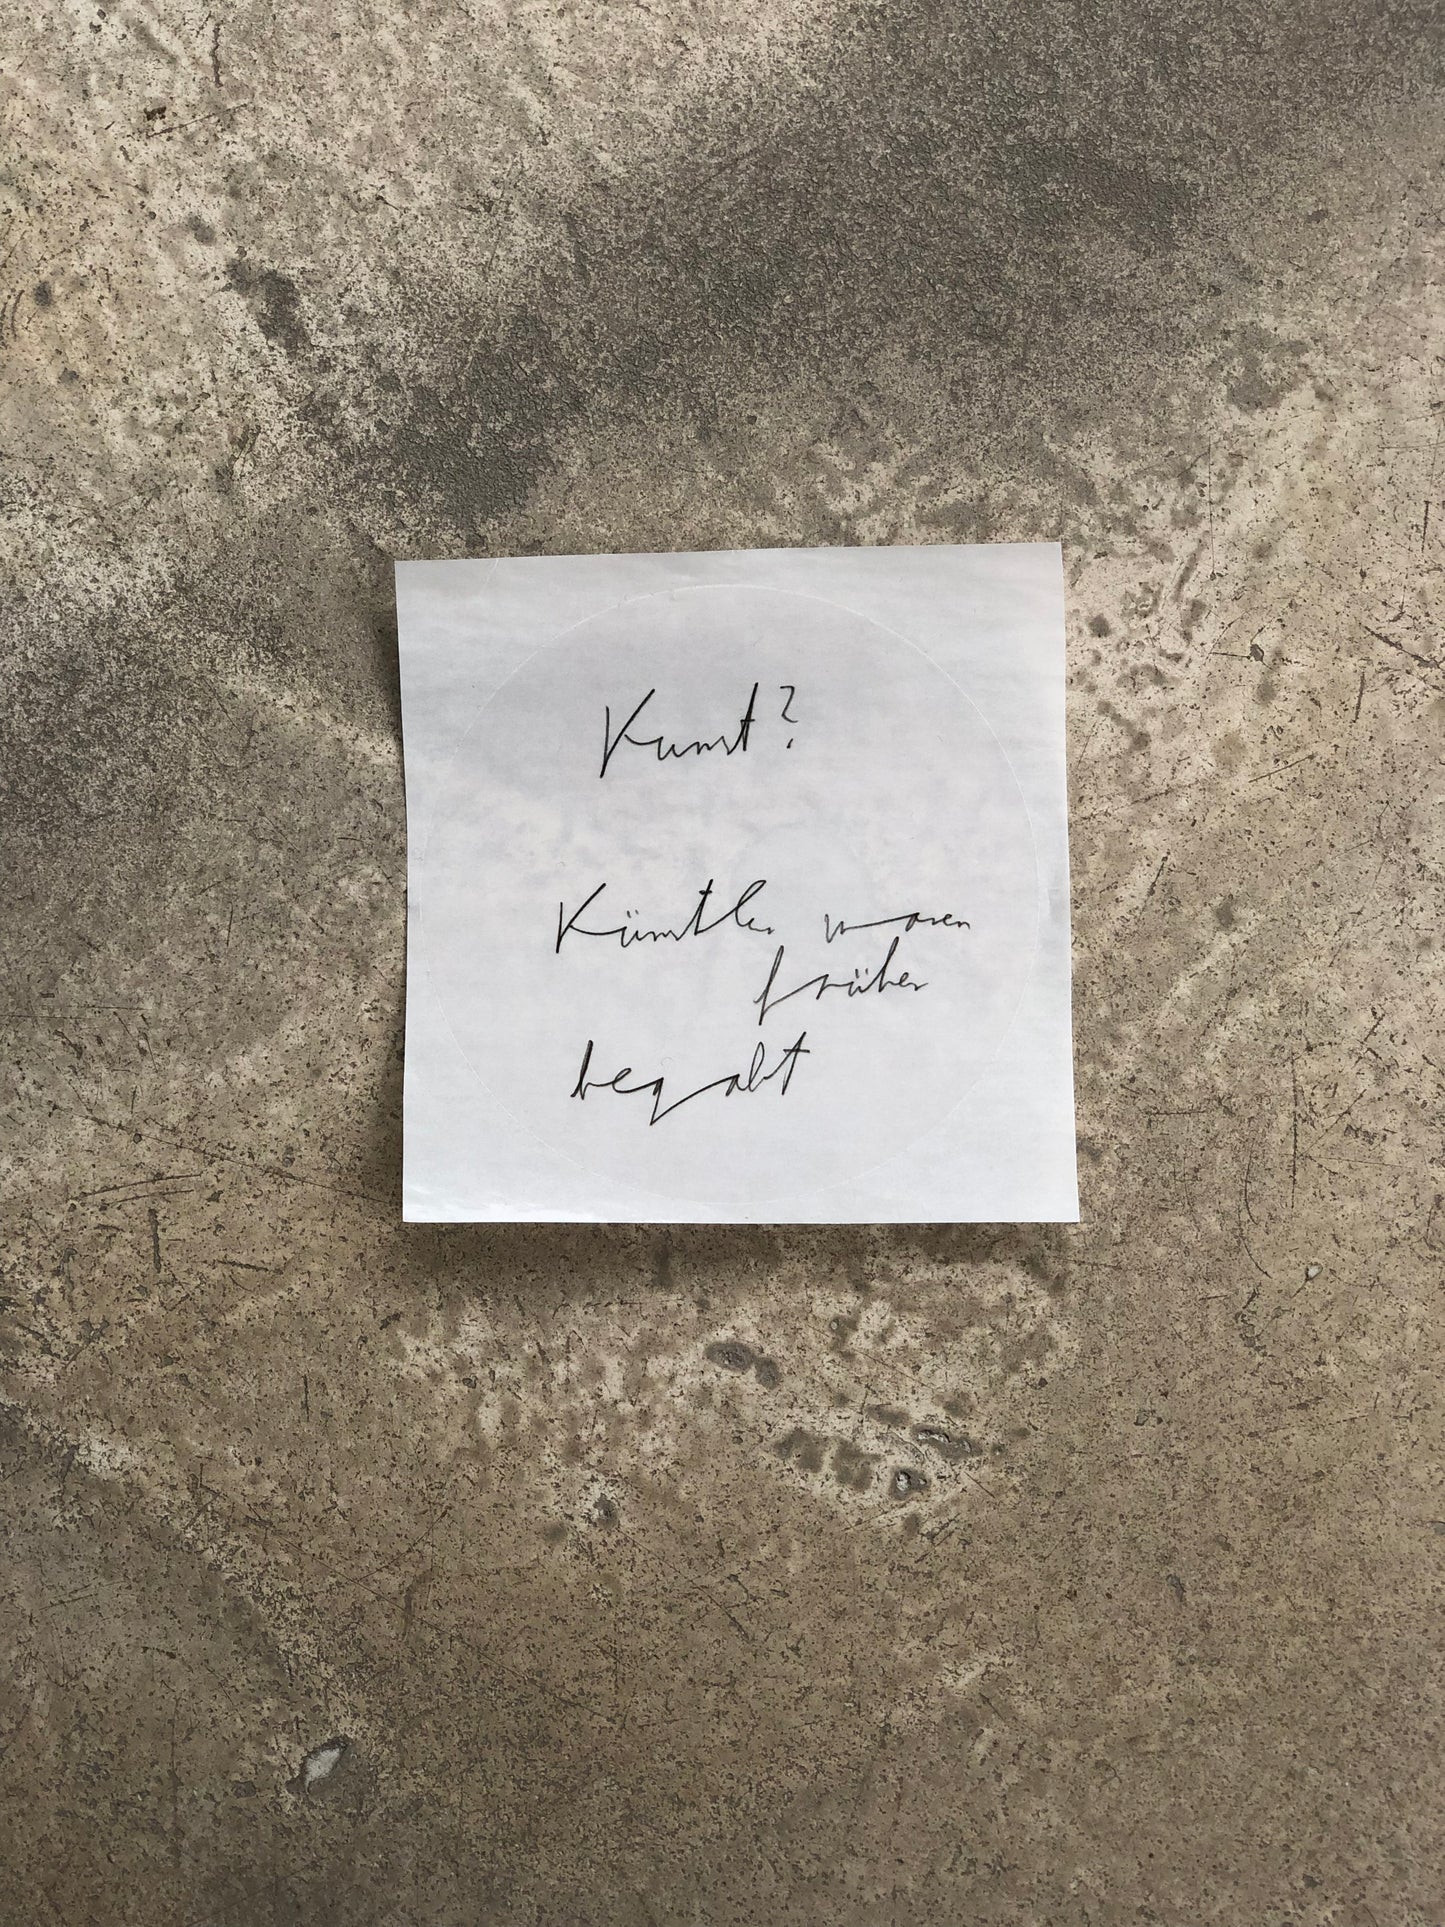 Kunst?
Künstler waren
früher
begabt